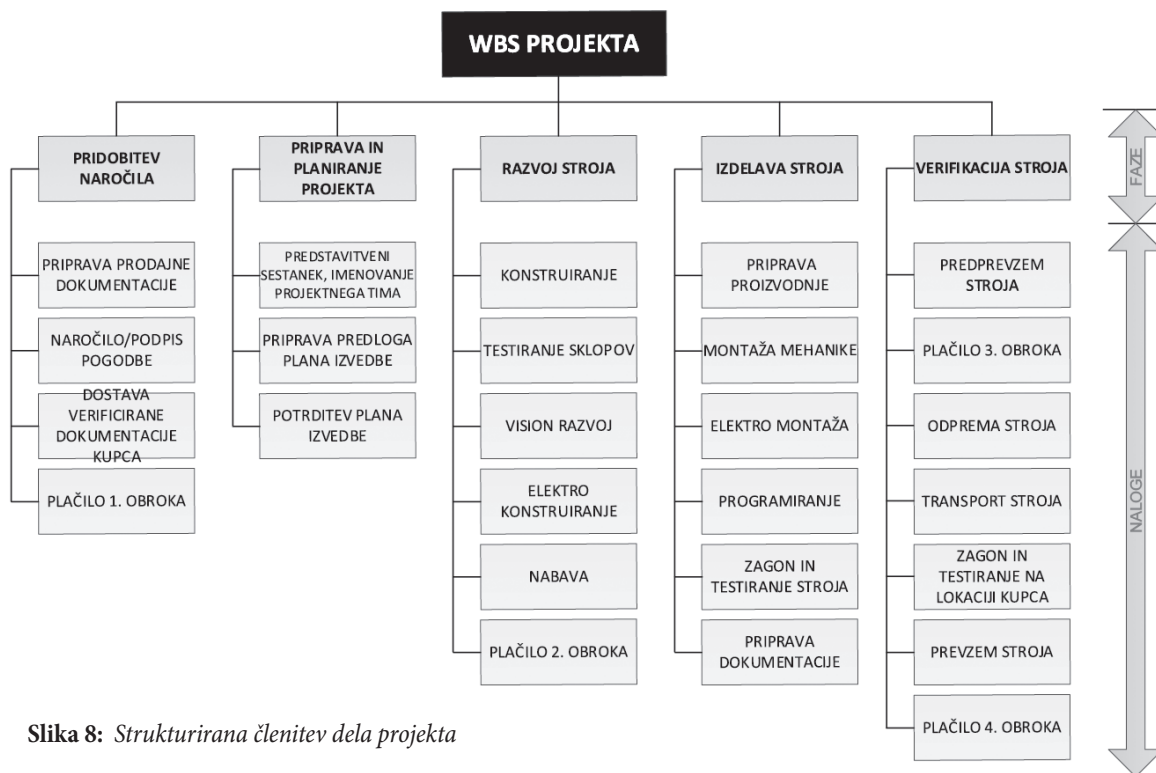 WBS PROJEKTA
PRIDOBITEV
NAROČILA
PRIPRAVA PRODAJNE
DOKUMENTACIJE
NAROČILO/PODPIS
POGODBE
DOSTAVA
VERIFICIRANE
DOKUMENTACIJE
KUPCA
PLAČILO 1. OBROKA
PRIPRAVA IN
PLANIRANJE
PROJEKTA
PREDSTAVITVENI
SESTANEK, IMENOVANJE
PROJEKTNEGA TIMA
PRIPRAVA PREDLOGA
PLANA IZVEDBE
POTRDITEV PLANA
IZVEDBE
RAZVOJ STROJA
KONSTRUIRANJE
TESTIRANJE SKLOPOV
VISION RAZVOJ
ELEKTRO
KONSTRUIRANJE
NABAVA
PLAČILO 2. OBROKA
IZDELAVA STROJA
PRIPRAVA
PROIZVODNJE
MONTAŽA MEHANIKE
ELEKTRO MONTAŽA
PROGRAMIRANJE
ZAGON IN
TESTIRANJE STROJA
PRIPRAVA
DOKUMENTACIJE
VERIFIKACIJA STROJA
PREDPREVZEM
STROJA
PLAČILO 3. OBROKA
ODPREMA STROJA
TRANSPORT STROJA
ZAGON IN
TESTIRANJE NA
LOKACIJI KUPCA
PREVZEM STROJA
PLAČILO 4. OBROKA
FAZE
NALOGE
Slika 8: Strukturirana členitev dela projekta